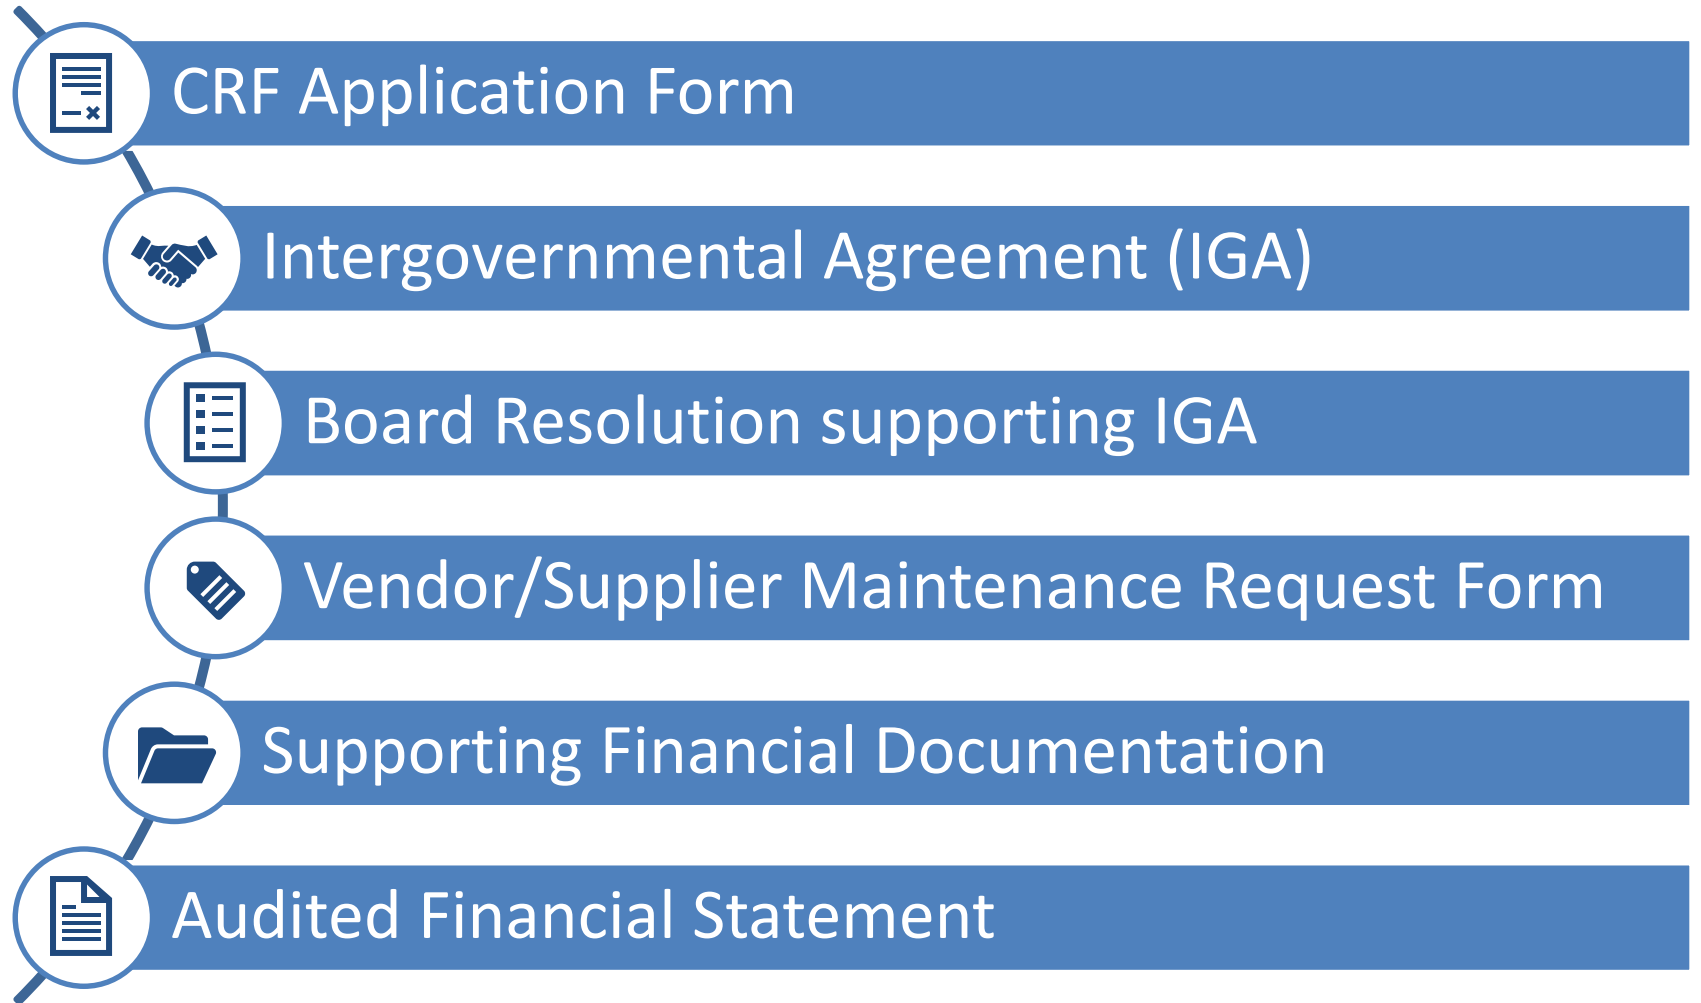 CRF Application Form
Intergovernmental Agreement (IGA)
Board Resolution supporting IGA
Vendor/Supplier Maintenance Request Form
Supporting Financial Documentation
Audited Financial Statement